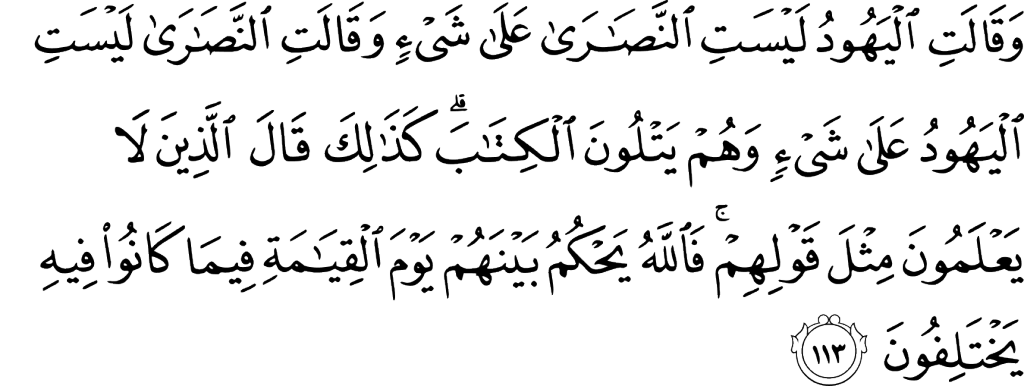 وَقَالَتِ ٱلْيَهُودُ لَيْسَتِ ٱلنَّصَـٰرَىٰ عَلَىٰ شَىْءٍ وَقَالَتِ ٱلنَّصَـٰرَىٰ لَيْسَتِ
ٱلْيَهُودُ عَلَىٰ شَىْءٍ وَهُمْ يَتْلُونَ ٱلْكِتَـٰبَ ۗ كَذَٰلِكَ قَالَ ٱلَّذِينَ لَا
يَعْلَمُونَ مِثْلَ قَوْلِهِمْ ۚ فَٱللَّهُ يَحْكُمُ بَيْنَهُمْ يَوْمَ ٱلْقِيَـٰمَةِ فِيمَا كَانُوا۟ فِيهِ
يَخْتَلِفُونَ ١١٣